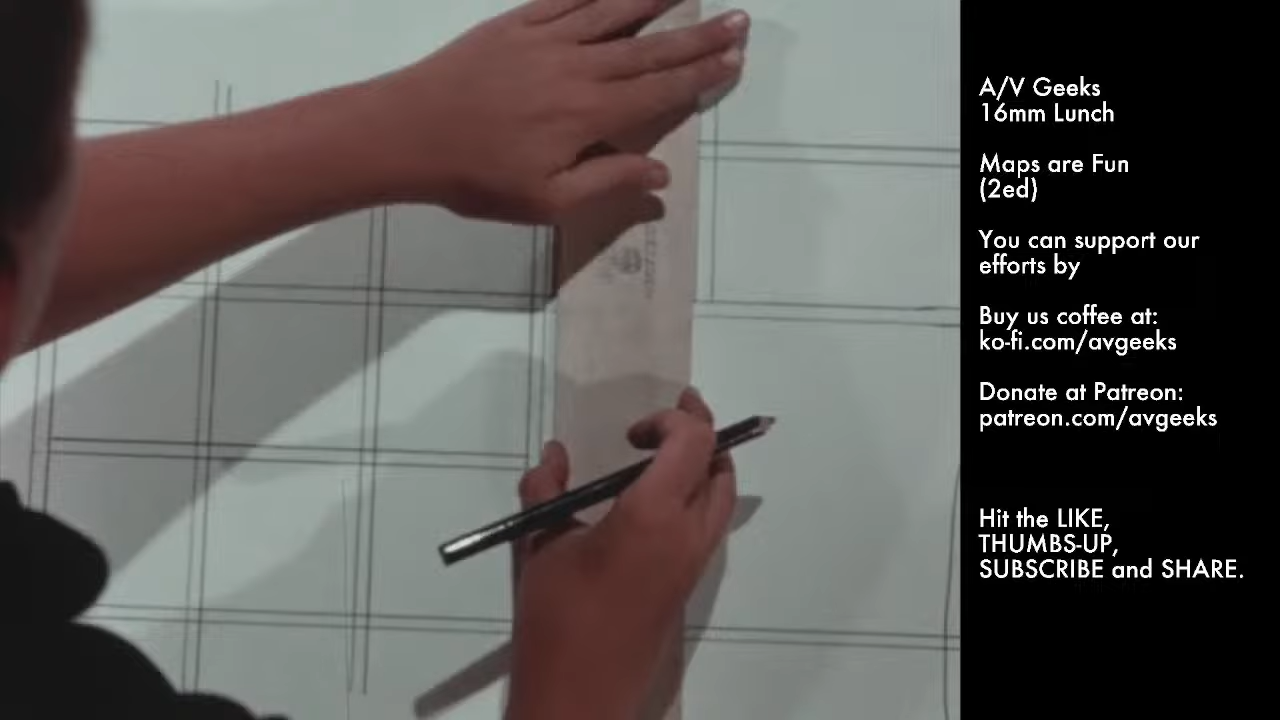 A/V Geeks
16mm Lunch
Maps are Fun
(2ed)
You can support our
efforts by
Buy us coffee at:
ko-fi.com/avgeeks
Donate at Patreon:
patreon.com/avgeeks
Hit the LIKE,
THUMBS-UP,
SUBSCRIBE and SHARE.